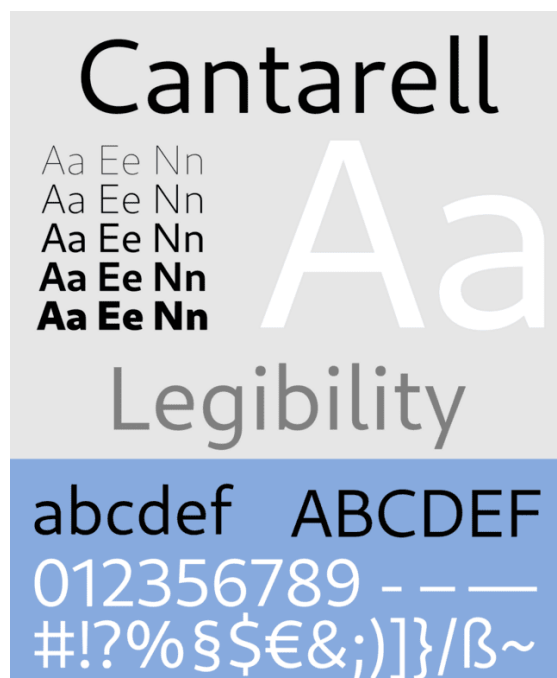 Cantarell
Aa Ee Nn
Aa Ee Nn
Aa Ee Nn
Aa Ee Nn
Aa Ee Nn
Aa
Legibility
abcdef ABCDEF
012356789 - – —
#!?%§$€&;)]}/ß~